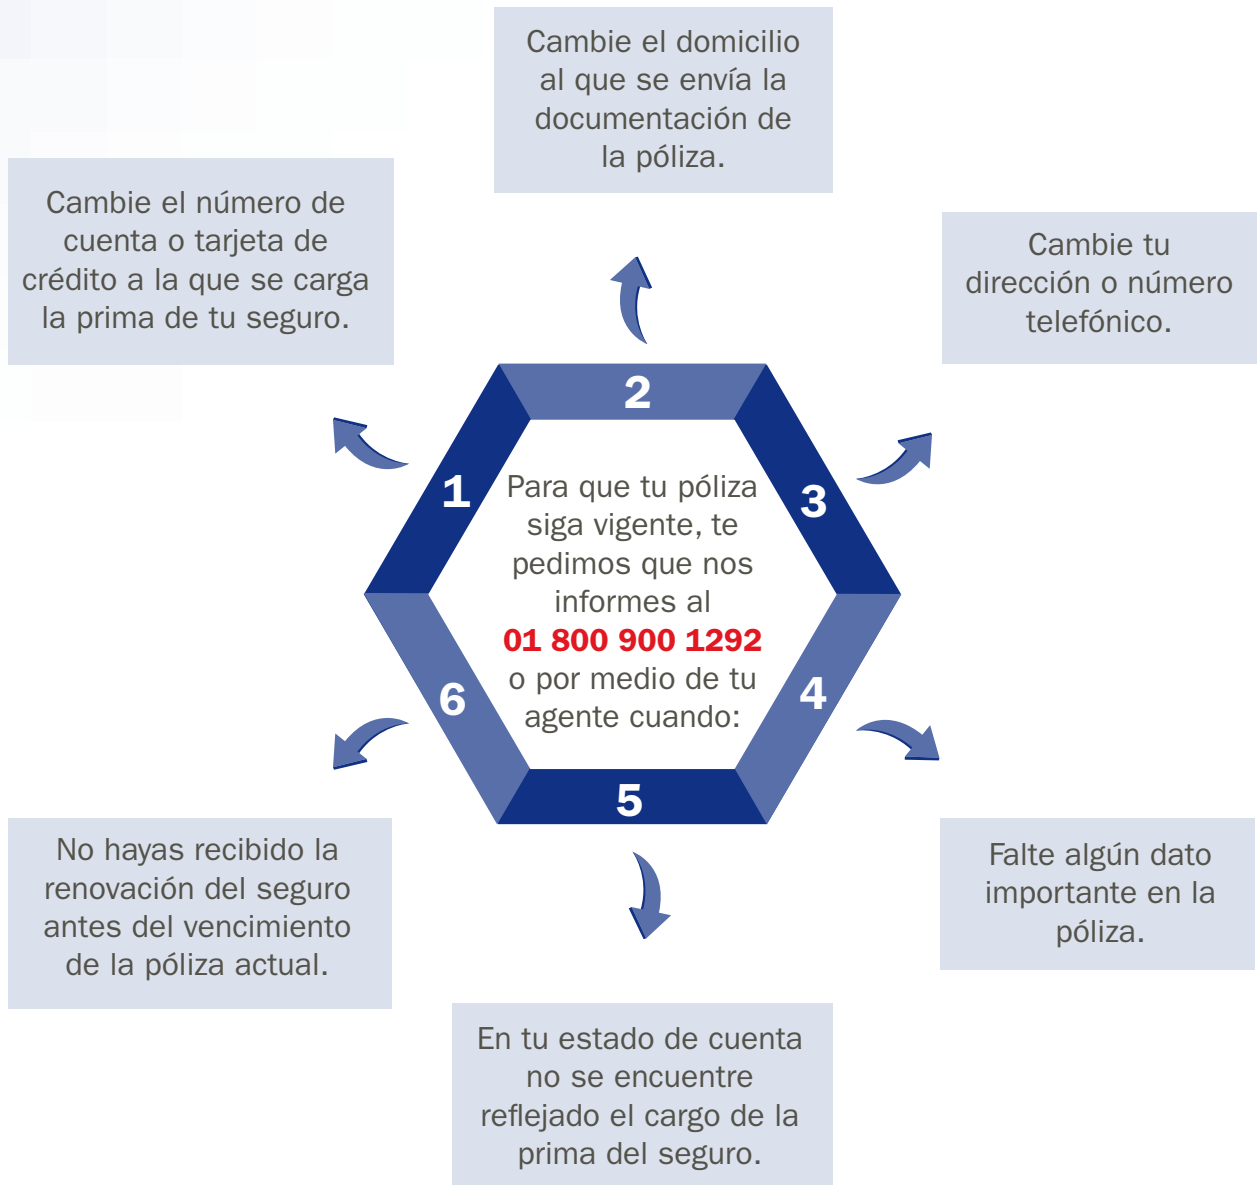 Para que tu póliza
siga vigente, te
pedimos que nos
informes al
01 800 900 1292
o por medio de tu
agente cuando:
1
Cambie el número de
cuenta o tarjeta de
crédito a la que se carga
la prima de tu seguro.
2
Cambie el domicilio
al que se envía la
documentación de
la póliza.
3
Cambie tu
dirección o número
telefónico.
4
Falte algún dato
importante en la
póliza.
5
En tu estado de cuenta
no se encuentre
reflejado el cargo de la
prima del seguro.
6
No hayas recibido la
renovación del seguro
antes del vencimiento
de la póliza actual.